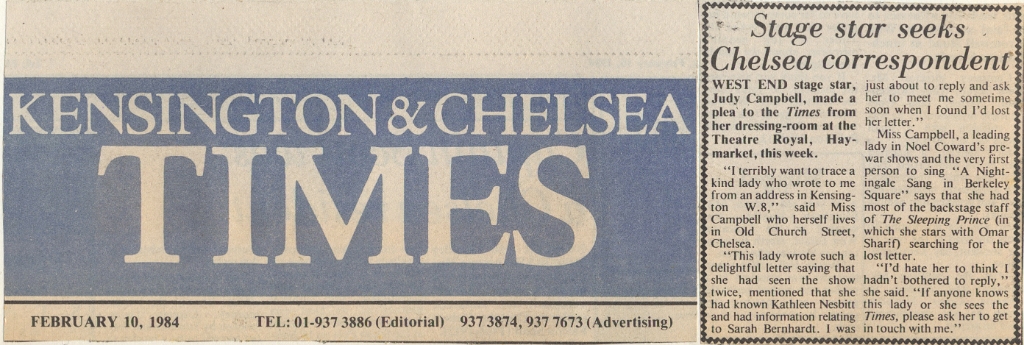 KENSINGTON & CHELSEA
TIMES
FEBRUARY 10, 1984 TEL: 01-937 3886 (Editorial) 937 3874, 937 7673 (Advertising)
Stage star seeks
Chelsea correspondent
WEST END stage star,
Judy Campbell, made a
plea to the Times from
her dressing-room at the
Theatre Royal, Hay-
market, this week.
"I terribly want to trace a
kind lady who wrote to me
from an address in Kensing-
ton W.8," said Miss
Campbell who herself lives
in Old Church Street,
Chelsea.
"This lady wrote such a
delightful letter saying that
she had seen the show
twice, mentioned that she
had known Kathleen Nesbitt
and had information relating
to Sarah Bernhardt. I was
just about to reply and ask
her to meet me sometime
soon when I found I'd lost
her letter."
Miss Campbell, a leading
lady in Noel Coward's pre-
war shows and the very first
person to sing "A Night-
ingale Sang in Berkeley
Square" says that she had
most of the backstage staff
of The Sleeping Prince (in
which she stars with Omar
Sharif) searching for the
lost letter.
"I'd hate her to think I
hadn't bothered to reply,"
she said. "If anyone knows
this lady or she sees the
Times, please ask her to get
in touch with me."